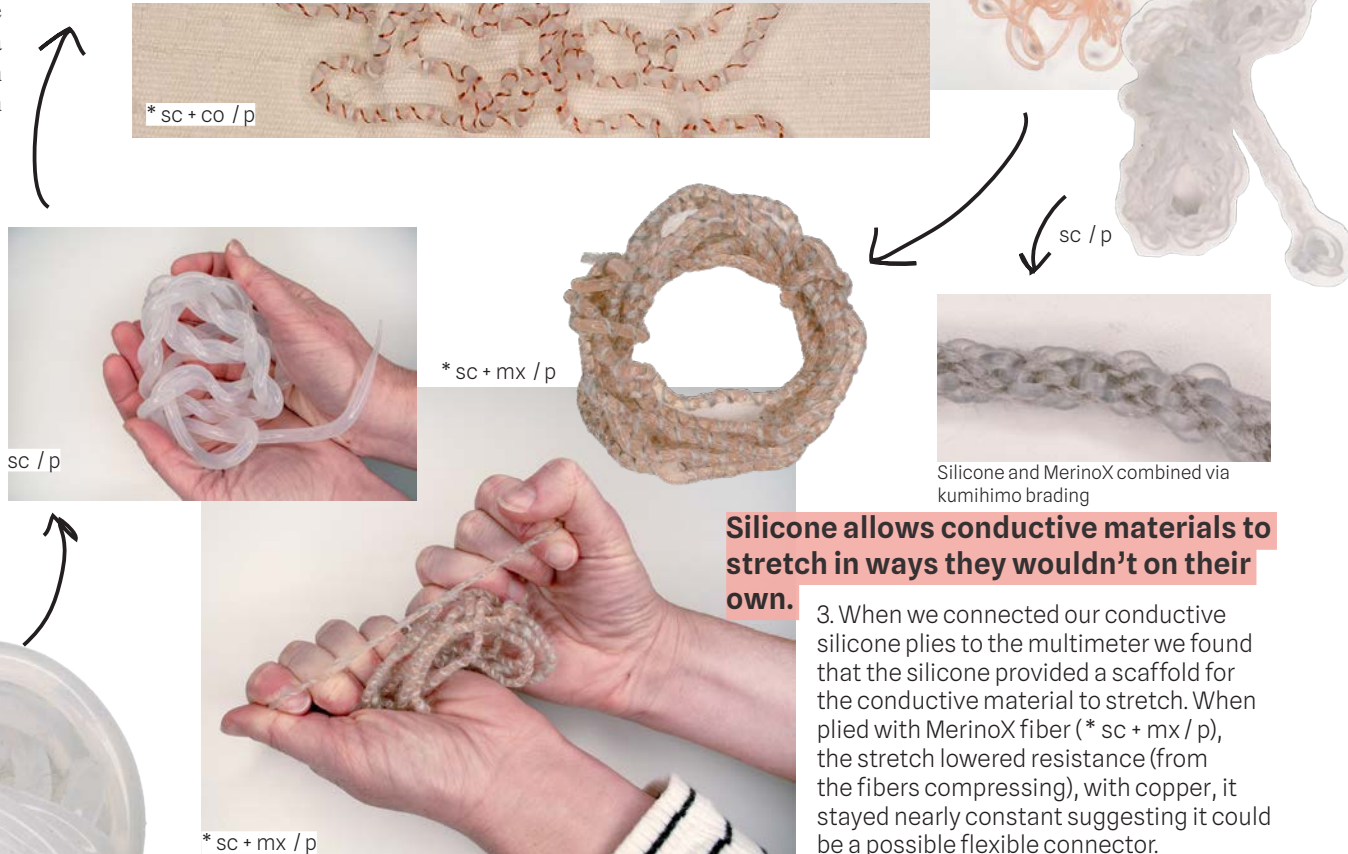 * sc + co / p
sc / p
* sc + mx / p
sc / p
Silicone and MerinoX combined via
kumihimo brading
Silicone allows conductive materials to
stretch in ways they wouldn't on their
own.
3. When we connected our conductive
silicone plies to the multimeter we found
that the silicone provided a scaffold for
the conductive material to stretch. When
plied with MerinoX fiber ( * sc + mx / p),
the stretch lowered resistance (from
the fibers compressing), with copper, it
stayed nearly constant suggesting it could
be a possible flexible connector.
* sc + mx / p